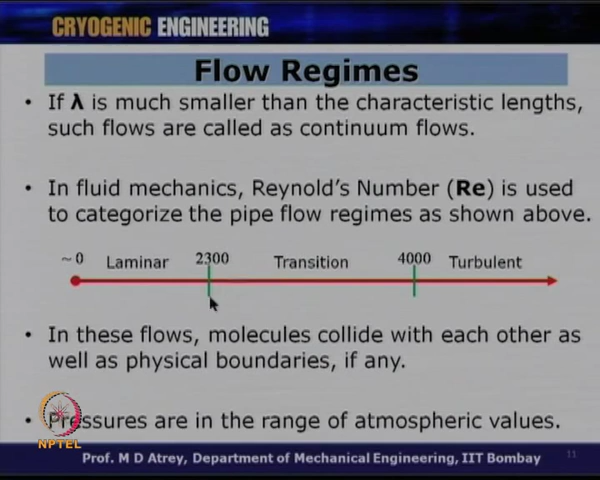 CRYOGENIC ENGINEERING
Flow Regimes
• If λ is much smaller than the characteristic lengths,
such flows are called as continuum flows.
• In fluid mechanics, Reynold's Number (Re) is used
to categorize the pipe flow regimes as shown above.
~0 Laminar 2300 Transition 4000 Turbulent
• In these flows, molecules collide with each other as
well as physical boundaries, if any.
• Pressures are in the range of atmospheric values.
NPTEL
Prof. M D Atrey, Department of Mechanical Engineering, IIT Bombay
11